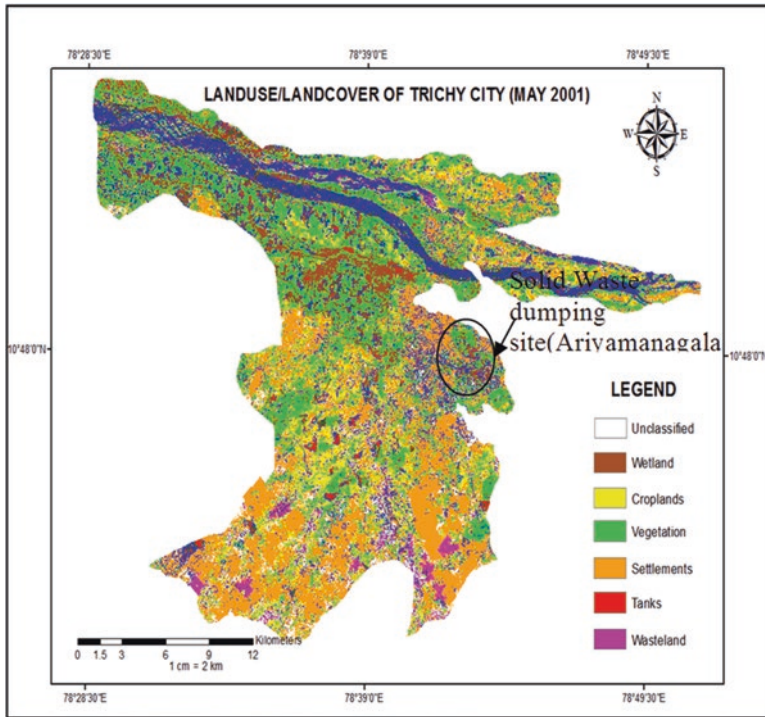 78°28'30"E 78°39'0"E 78°49'30"E
LANDUSE/LANDCOVER OF TRICHY CITY (MAY 2001)
N
W E
S
Solid Waste
dumping
site(Ariyamanagala
10°48'0"N 10°48'0"N
LEGEND
Unclassified
Wetland
Croplands
Vegetation
Settlements
Tanks
Wasteland
Kilometers
0 1.5 3 6 9 12
1 cm = 2 km
78°28'30"E 78°39'0"E 78°49'30"E